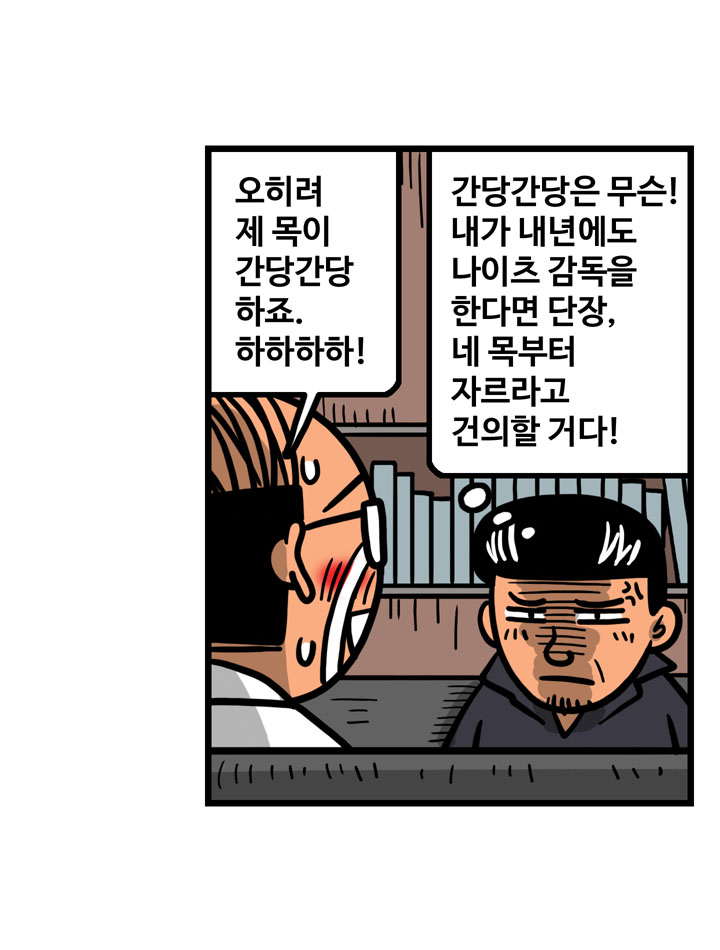 오히려
제 목이
간당간당
하죠.
하하하하!
간당간당은 무슨!
내가 내년에도
나이츠 감독을
한다면 단장,
네 목부터
자르라고
건의할 거다!